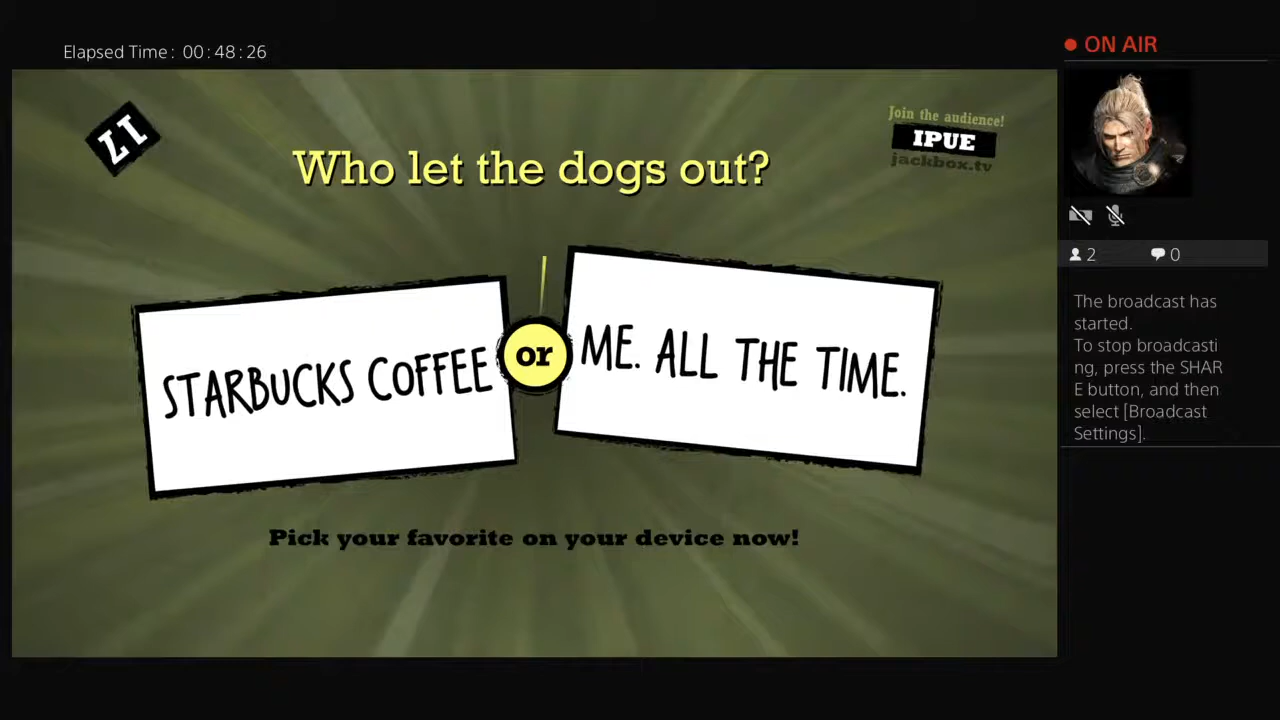 Elapsed Time: 00:48:26
ON AIR
17
Join the audience!
IPUE
jackbox.tv
Who let the dogs out?
STARBUCKS COFFEE
or
ME. ALL THE TIME.
Pick your favorite on your device now!
2
0
The broadcast has
started.
To stop broadcasti
ng, press the SHAR
E button, and then
select [Broadcast
Settings].